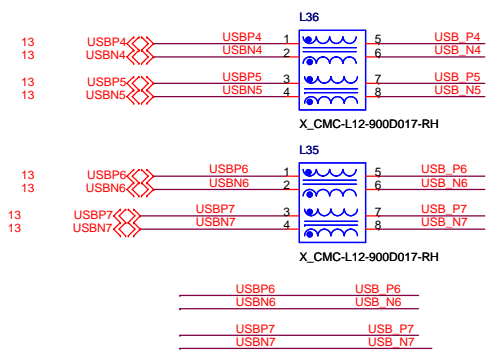 L36
13 USBP4 USBP4 1 5 USB_P4
13 USBN4 USBN4 2 6 USB_N4
13 USBP5 USBP5 3 7 USB_P5
13 USBN5 USBN5 4 8 USB_N5
X_CMC-L12-900D017-RH
L35
13 USBP6 USBP6 1 5 USB_P6
13 USBN6 USBN6 2 6 USB_N6
13 USBP7 USBP7 3 7 USB_P7
13 USBN7 USBN7 4 8 USB_N7
X_CMC-L12-900D017-RH
USBP6 USB_P6
USBN6 USB_N6
USBP7 USB_P7
USBN7 USB_N7